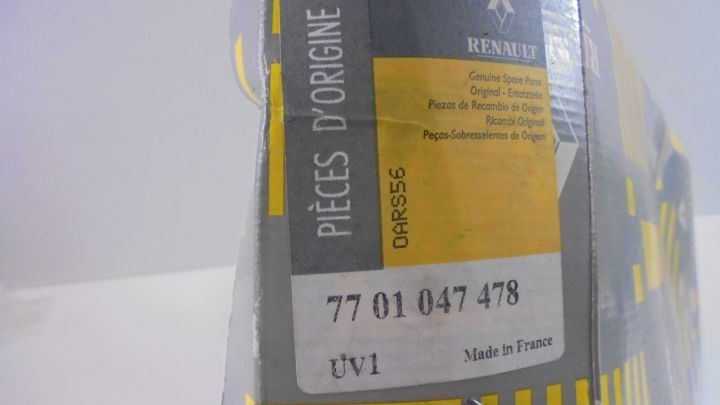 PIÈCES D'ORIGINE
RENAULT
Genuine Spare Parts
Original - Ersatzteile
Piezas de Recambio de Origen
Ricambi Originali
Peças-Sobresselentes de Origem
DARS56
77 01 047 478
UV1
Made in France